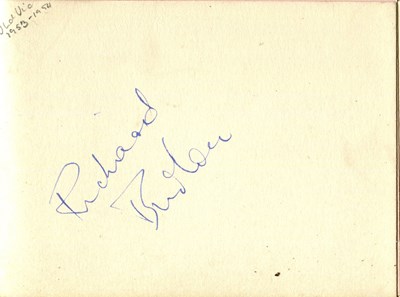 Old Vic
1953-1954
Richard
Burton